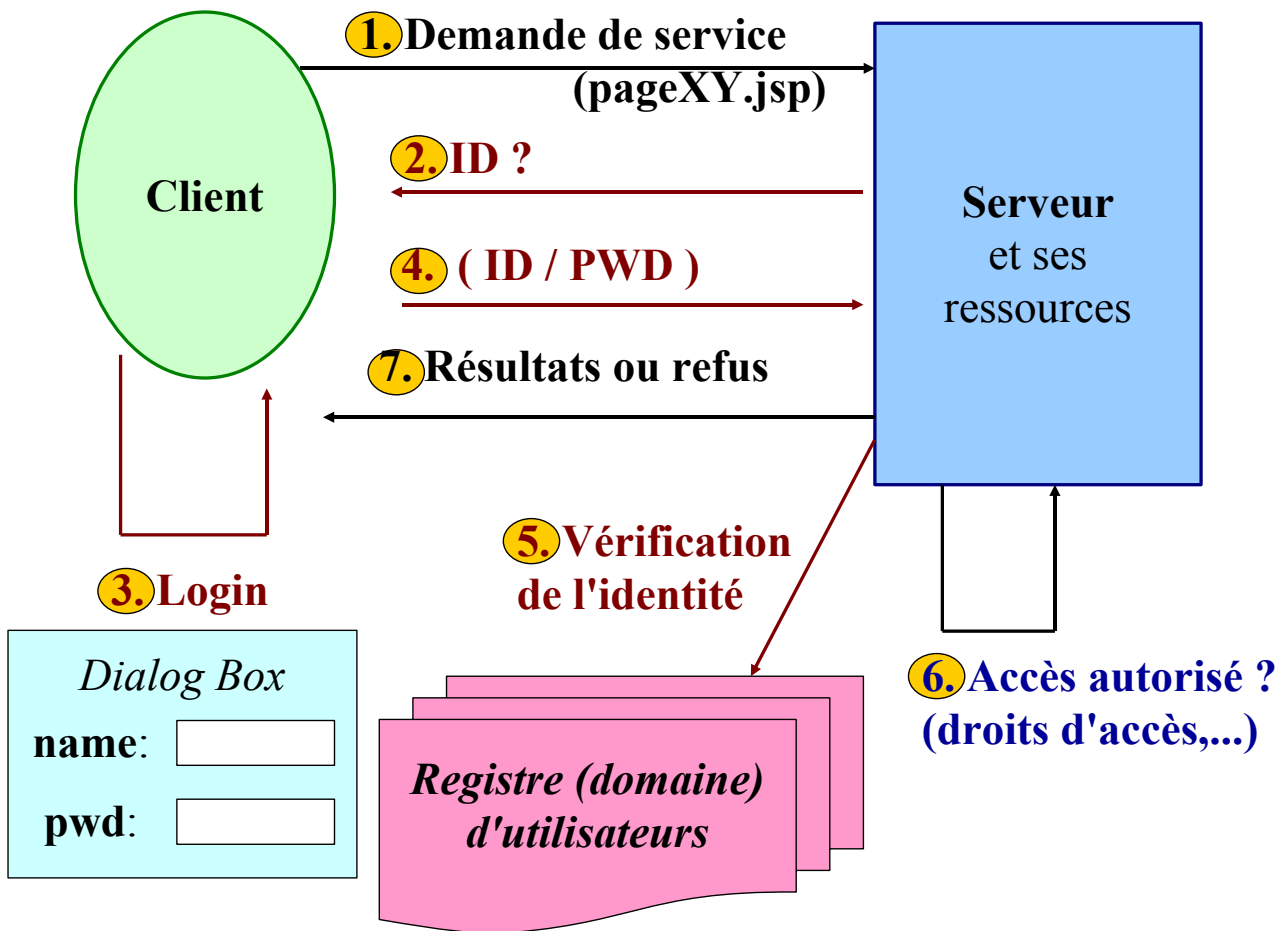 1. Demande de service
(pageXY.jsp)
2. ID ?
Client
Serveur
et ses
ressources
4. ( ID / PWD )
7. Résultats ou refus
5. Vérification
de l'identité
3. Login
Dialog Box
name:
pwd:
6. Accès autorisé ?
(droits d'accès,...)
Registre (domaine)
d'utilisateurs